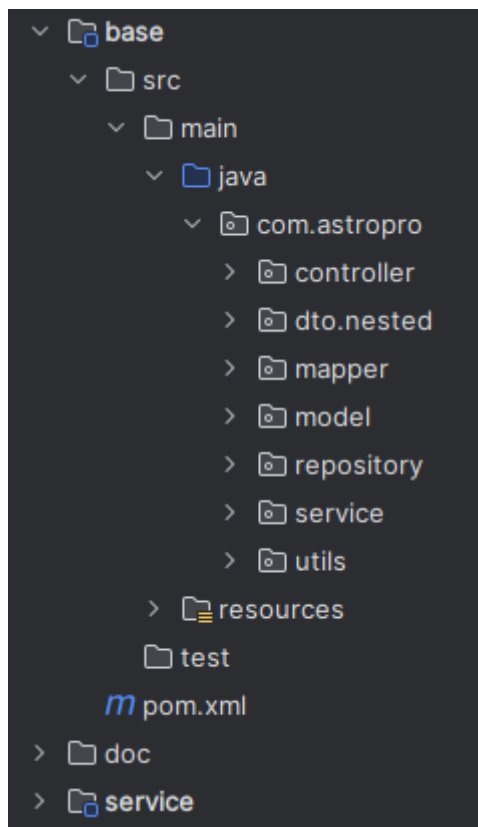 base
src
main
java
com.astropro
controller
dto.nested
mapper
model
repository
service
utils
resources
test
m pom.xml
doc
service